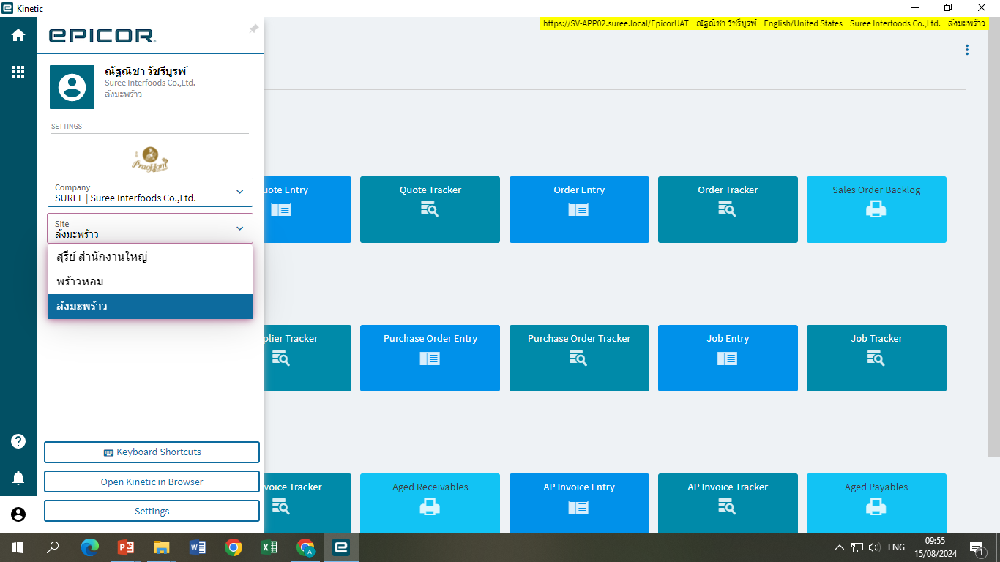 Kinetic
https://SV-APP02.suree.local/EpicorUAT ณัฐณิชา วัชรีบูรพ์ English/United States Suree Interfoods Co.,Ltd. ล้งมะพร้าว
EPICOR
ณัฐณิชา วัชรีบูรพ์
Suree Interfoods Co.,Ltd.
ล้งมะพร้าว
SETTINGS
PraoHom
Company
SUREE | Suree Interfoods Co.,Ltd.
Site
ล้งมะพร้าว
สุรีย์ สำนักงานใหญ่
พร้าวหอม
ล้งมะพร้าว
Keyboard Shortcuts
Open Kinetic in Browser
Settings
uote Entry
Quote Tracker
Order Entry
Order Tracker
Sales Order Backlog
plier Tracker
Purchase Order Entry
Purchase Order Tracker
Job Entry
Job Tracker
voice Tracker
Aged Receivables
AP Invoice Entry
AP Invoice Tracker
Aged Payables
ENG
09:55
15/08/2024
1